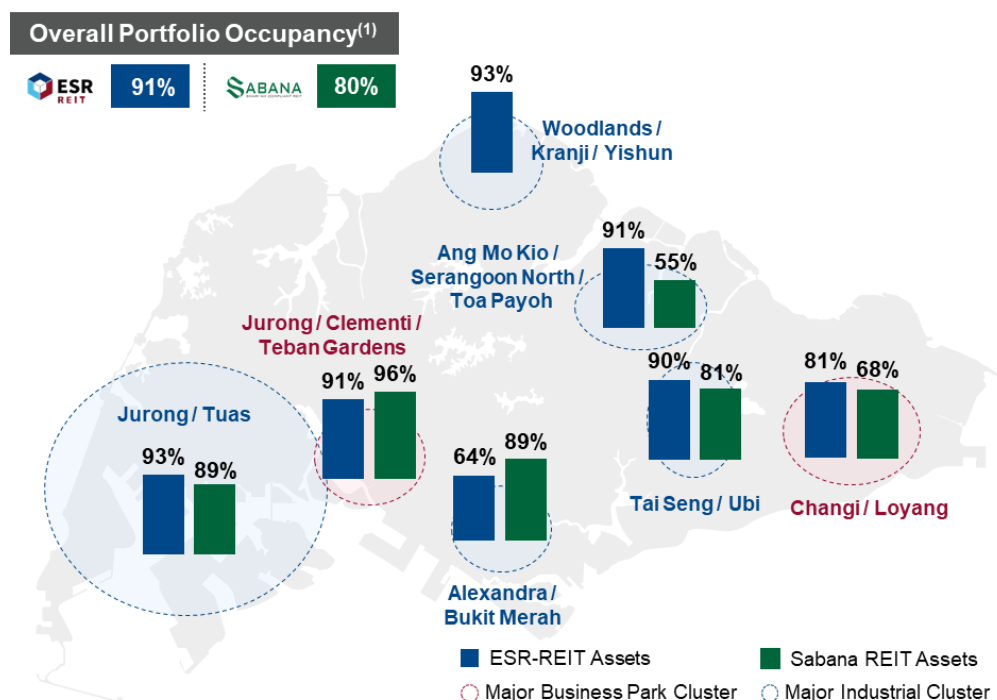 Overall Portfolio Occupancy(1)
ESR
REIT
91%
SABANA
80%
93%
Woodlands /
Kranji / Yishun
Ang Mo Kio /
Serangoon North /
Toa Payoh
91%
55%
Jurong / Clementi /
Teban Gardens
91%
96%
Jurong / Tuas
93%
89%
64%
89%
Alexandra /
Bukit Merah
90%
81%
Tai Seng / Ubi
81%
68%
Changi / Loyang
ESR-REIT Assets
Sabana REIT Assets
Major Business Park Cluster
Major Industrial Cluster